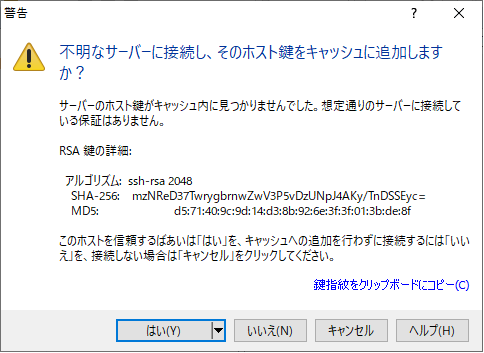 警告
不明なサーバーに接続し、そのホスト鍵をキャッシュに追加します
か？
サーバーのホスト鍵がキャッシュ内に見つかりませんでした。想定通りのサーバーに接続して
いる保証はありません。
RSA 鍵の詳細:
アルゴリズム: ssh-rsa 2048
SHA-256: mzNReD37TwrygbrnwZwV3P5vDzUNpJ4AKy/TnDSSEyc=
MD5: d5:71:40:9c:9d:14:d3:8b:92:6e:3f:3f:01:3b:de:8f
このホストを信頼するばあいは「はい」を、キャッシュへの追加を行わずに接続するには「いい
え」を、接続しない場合は「キャンセル」をクリックしてください。
鍵指紋をクリップボードにコピー(C)
はい(Y) いいえ(N) キャンセル ヘルプ(H)